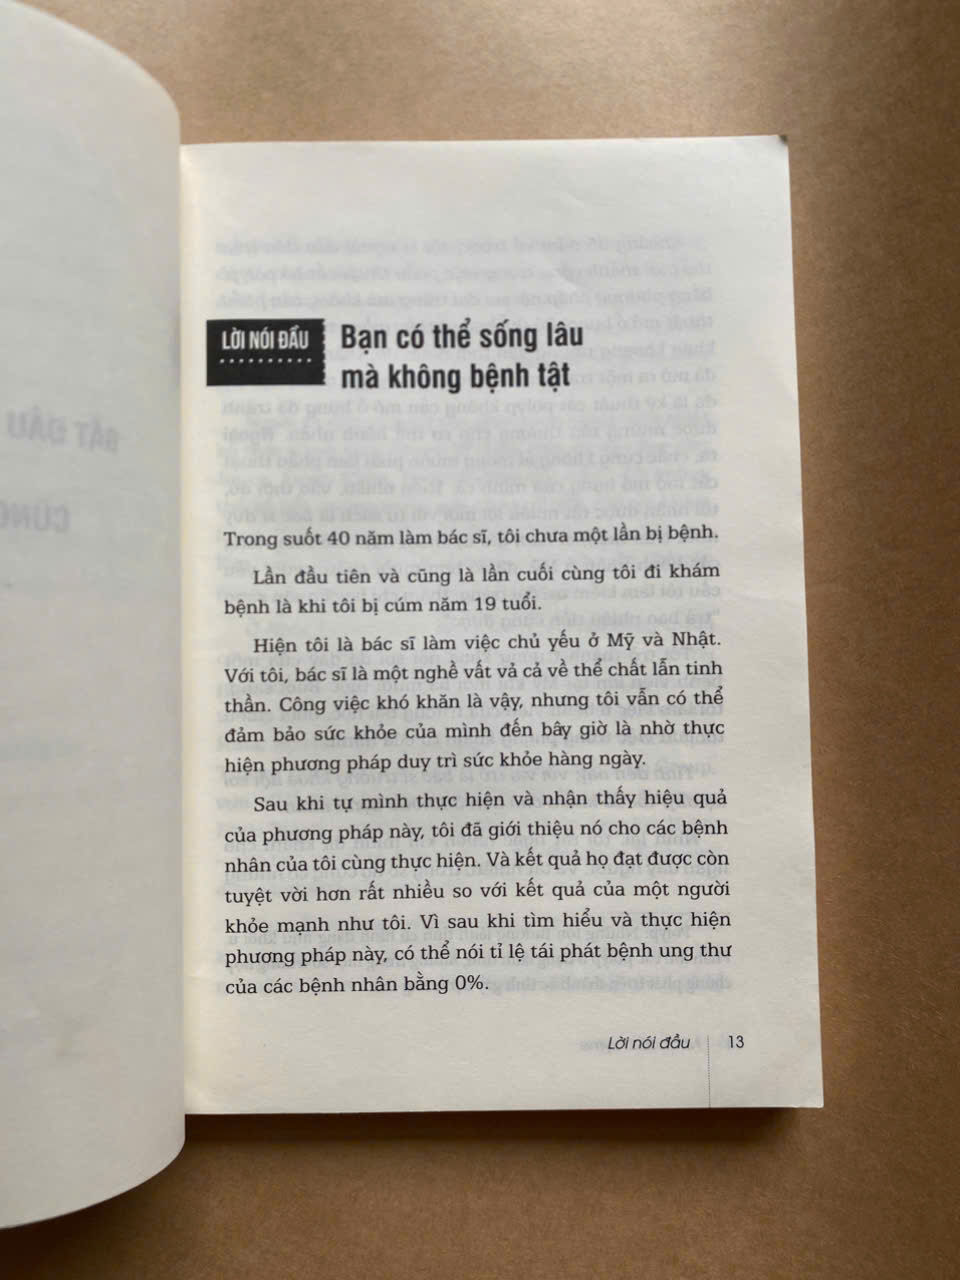 LỜI NÓI ĐẦU
Bạn có thể sống lâu
mà không bệnh tật
Trong suốt 40 năm làm bác sĩ, tôi chưa một lần bị bệnh.
Lần đầu tiên và cũng là lần cuối cùng tôi đi khám
bệnh là khi tôi bị cúm năm 19 tuổi.
Hiện tôi là bác sĩ làm việc chủ yếu ở Mỹ và Nhật.
Với tôi, bác sĩ là một nghề vất vả cả về thể chất lẫn tinh
thần. Công việc khó khăn là vậy, nhưng tôi vẫn có thể
đảm bảo sức khỏe của mình đến bây giờ là nhờ thực
hiện phương pháp duy trì sức khỏe hàng ngày.
Sau khi tự mình thực hiện và nhận thấy hiệu quả
của phương pháp này, tôi đã giới thiệu nó cho các bệnh
nhân của tôi cùng thực hiện. Và kết quả họ đạt được còn
tuyệt vời hơn rất nhiều so với kết quả của một người
khỏe mạnh như tôi. Vì sau khi tìm hiểu và thực hiện
phương pháp này, có thể nói tỉ lệ tái phát bệnh ung thư
của các bệnh nhân bằng 0%.
Lời nói đầu 13